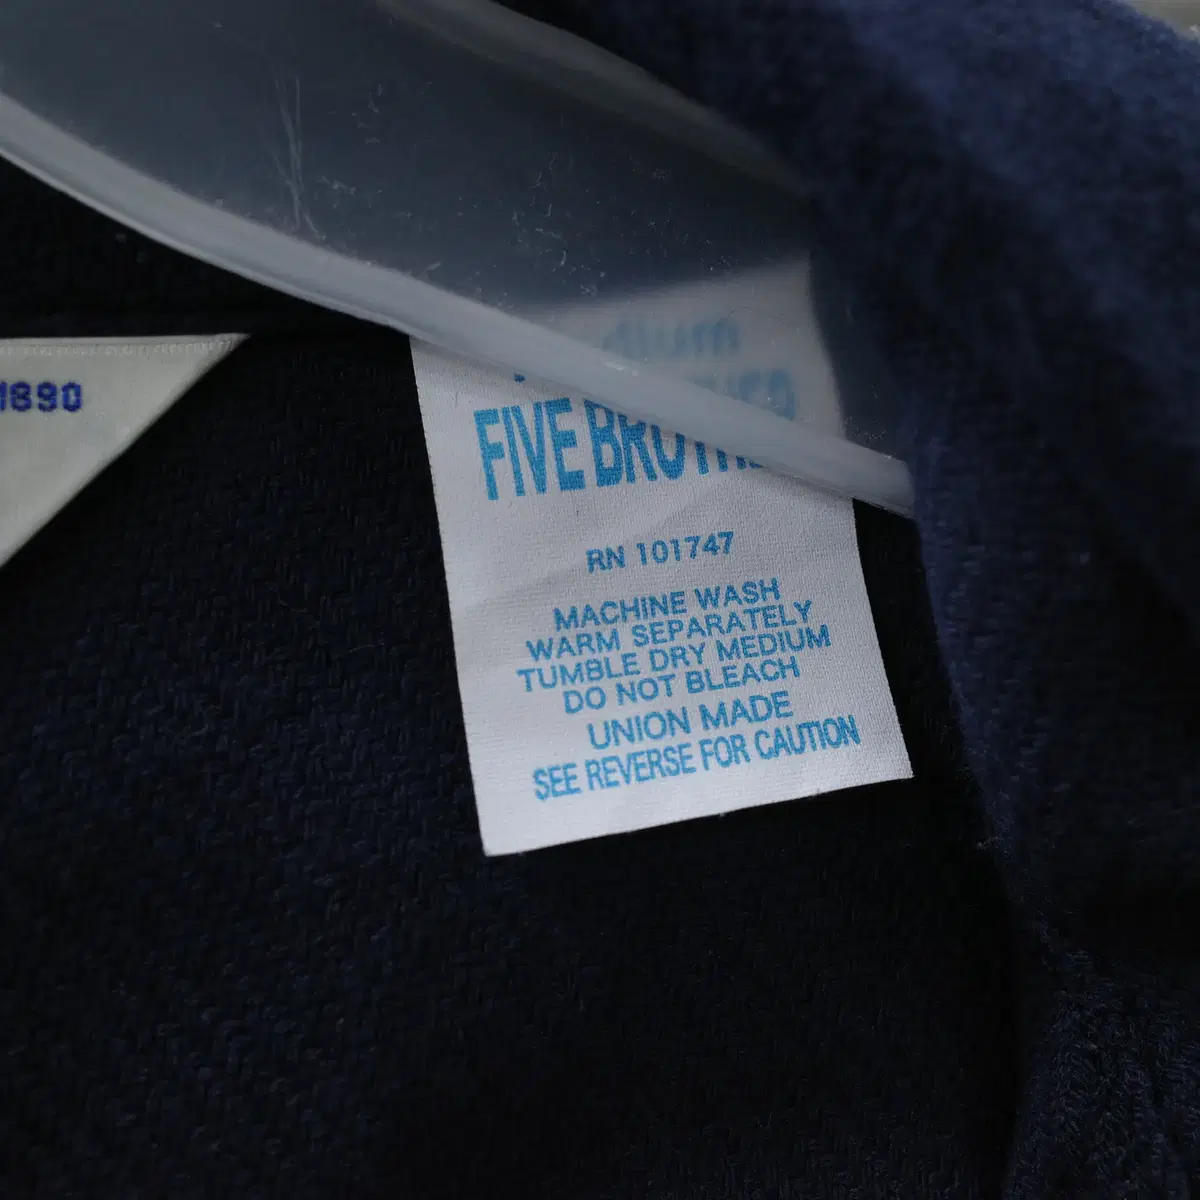 1890
FIVE BROTHE
RN 101747
MACHINE WASH
WARM SEPARATELY
TUMBLE DRY MEDIUM
DO NOT BLEACH
UNION MADE
SEE REVERSE FOR CAUTION